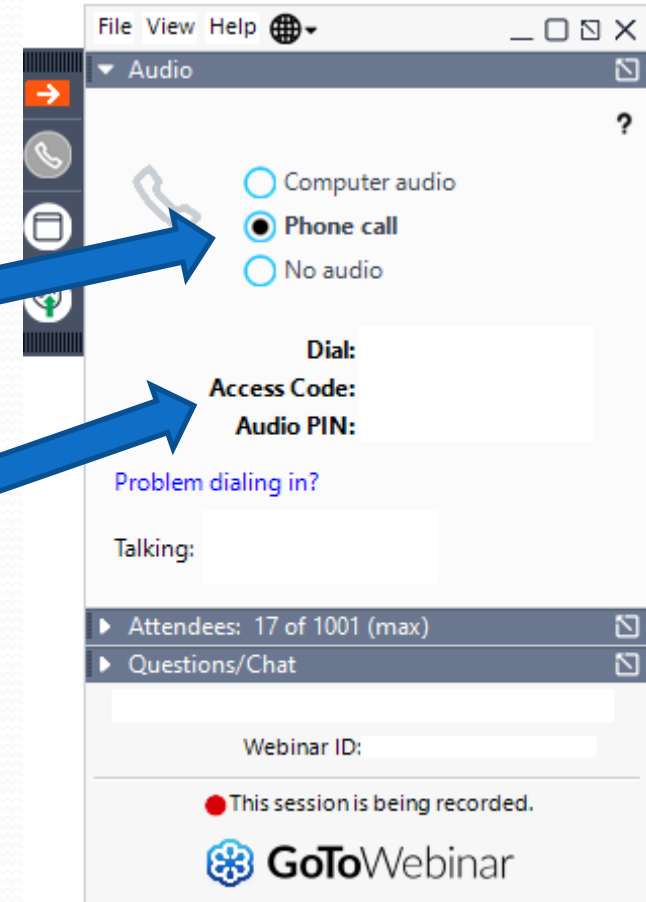 File View Help
Audio
?
Computer audio
Phone call
No audio
Dial:
Access Code:
Audio PIN:
Problem dialing in?
Talking:
Attendees: 17 of 1001 (max)
Questions/Chat
Webinar ID:
This session is being recorded.
GoToWebinar